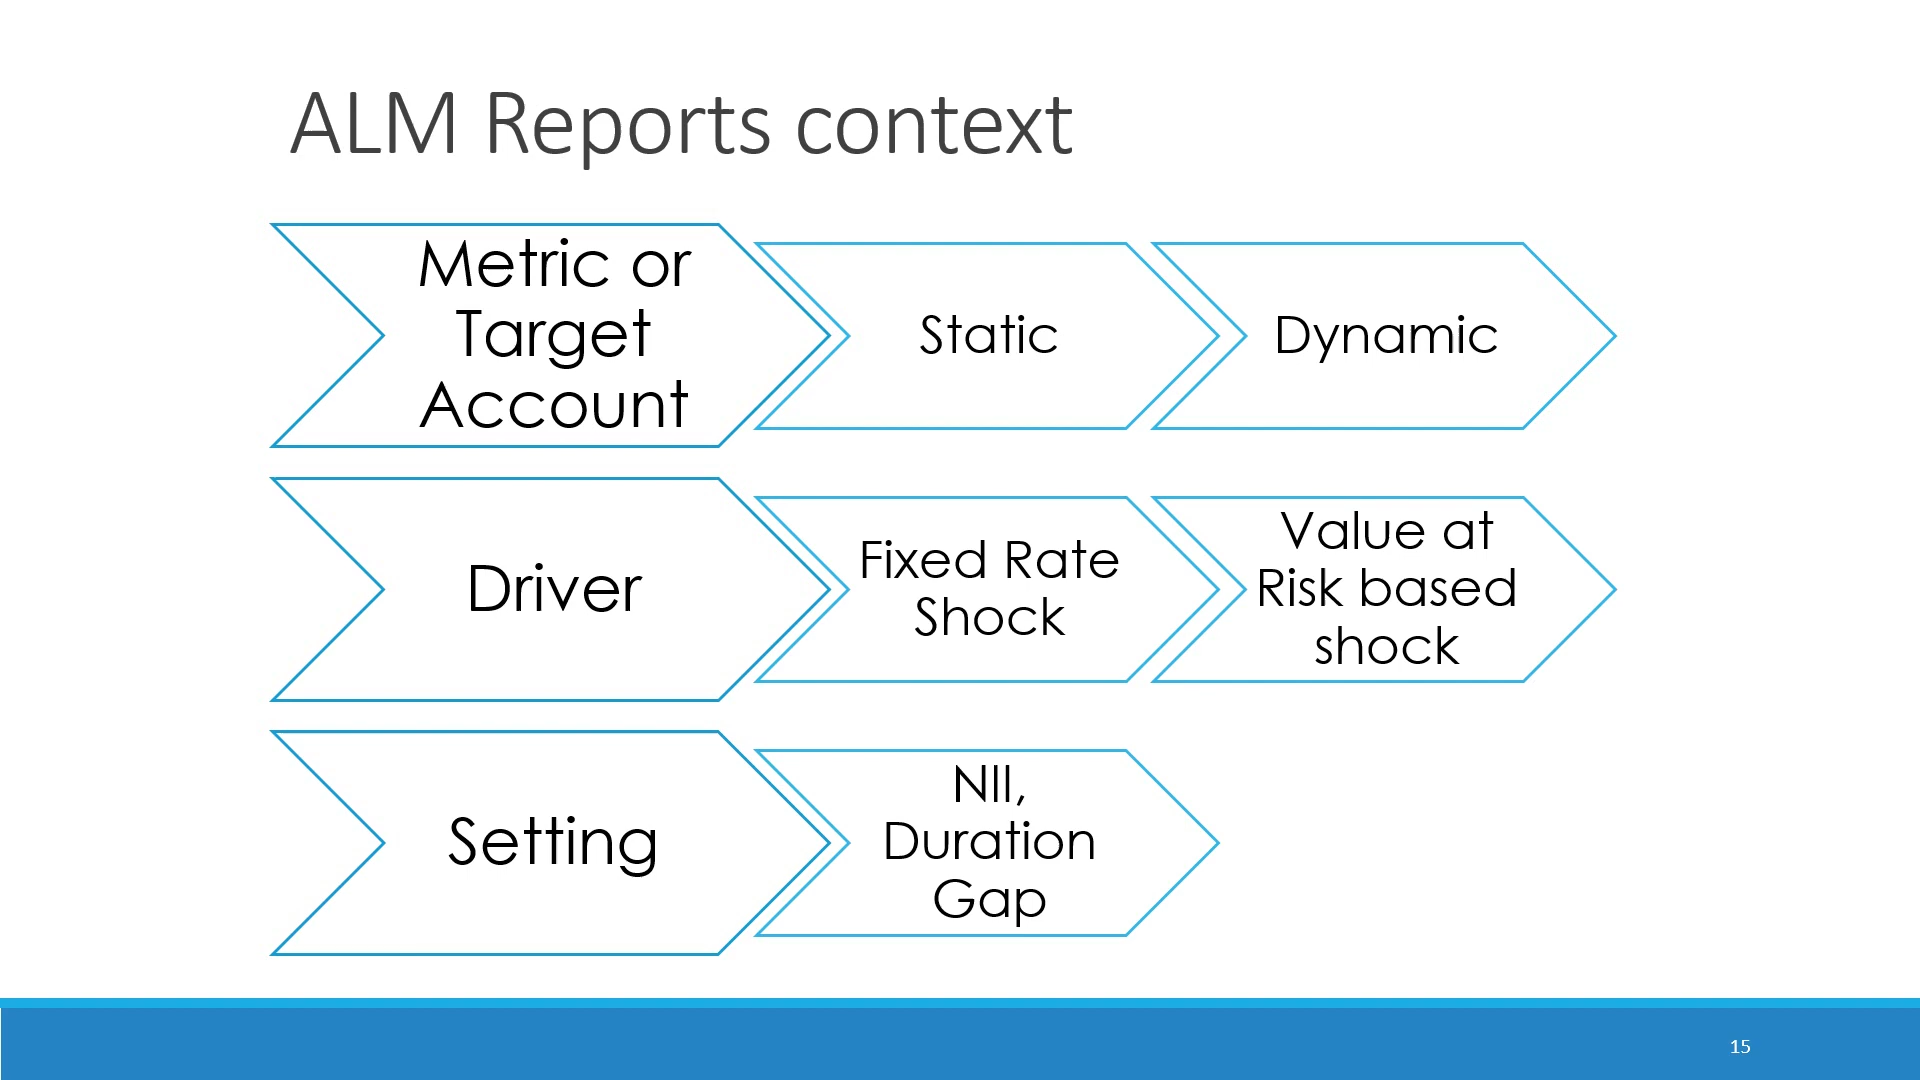 ALM Reports context
Metric or
Target
Account
Static
Dynamic
Driver
Fixed Rate
Shock
Value at
Risk based
shock
Setting
NII,
Duration
Gap
15